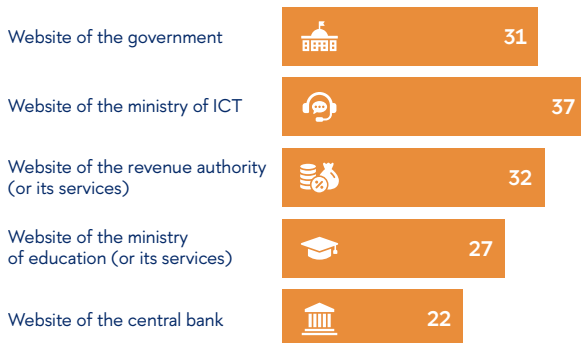 Website of the government
31
Website of the ministry of ICT
37
Website of the revenue authority
(or its services)
32
Website of the ministry
of education (or its services)
27
Website of the central bank
22